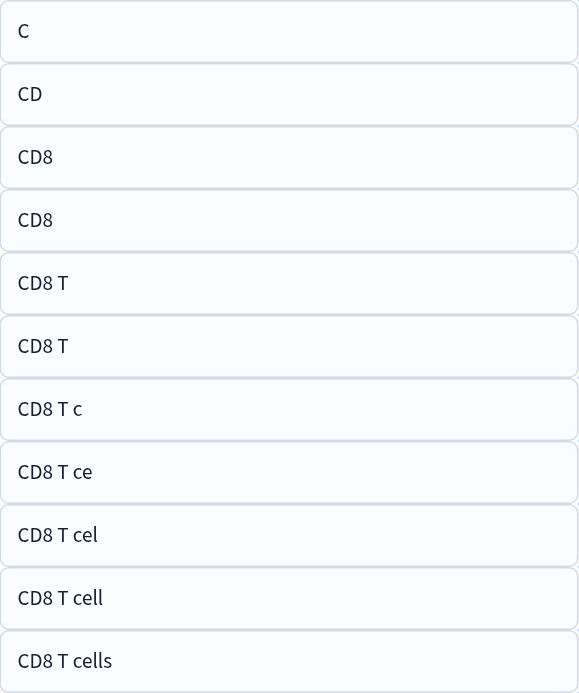 C
CD
CD8
CD8
CD8 T
CD8 T
CD8 T c
CD8 T ce
CD8 T cel
CD8 T cell
CD8 T cells